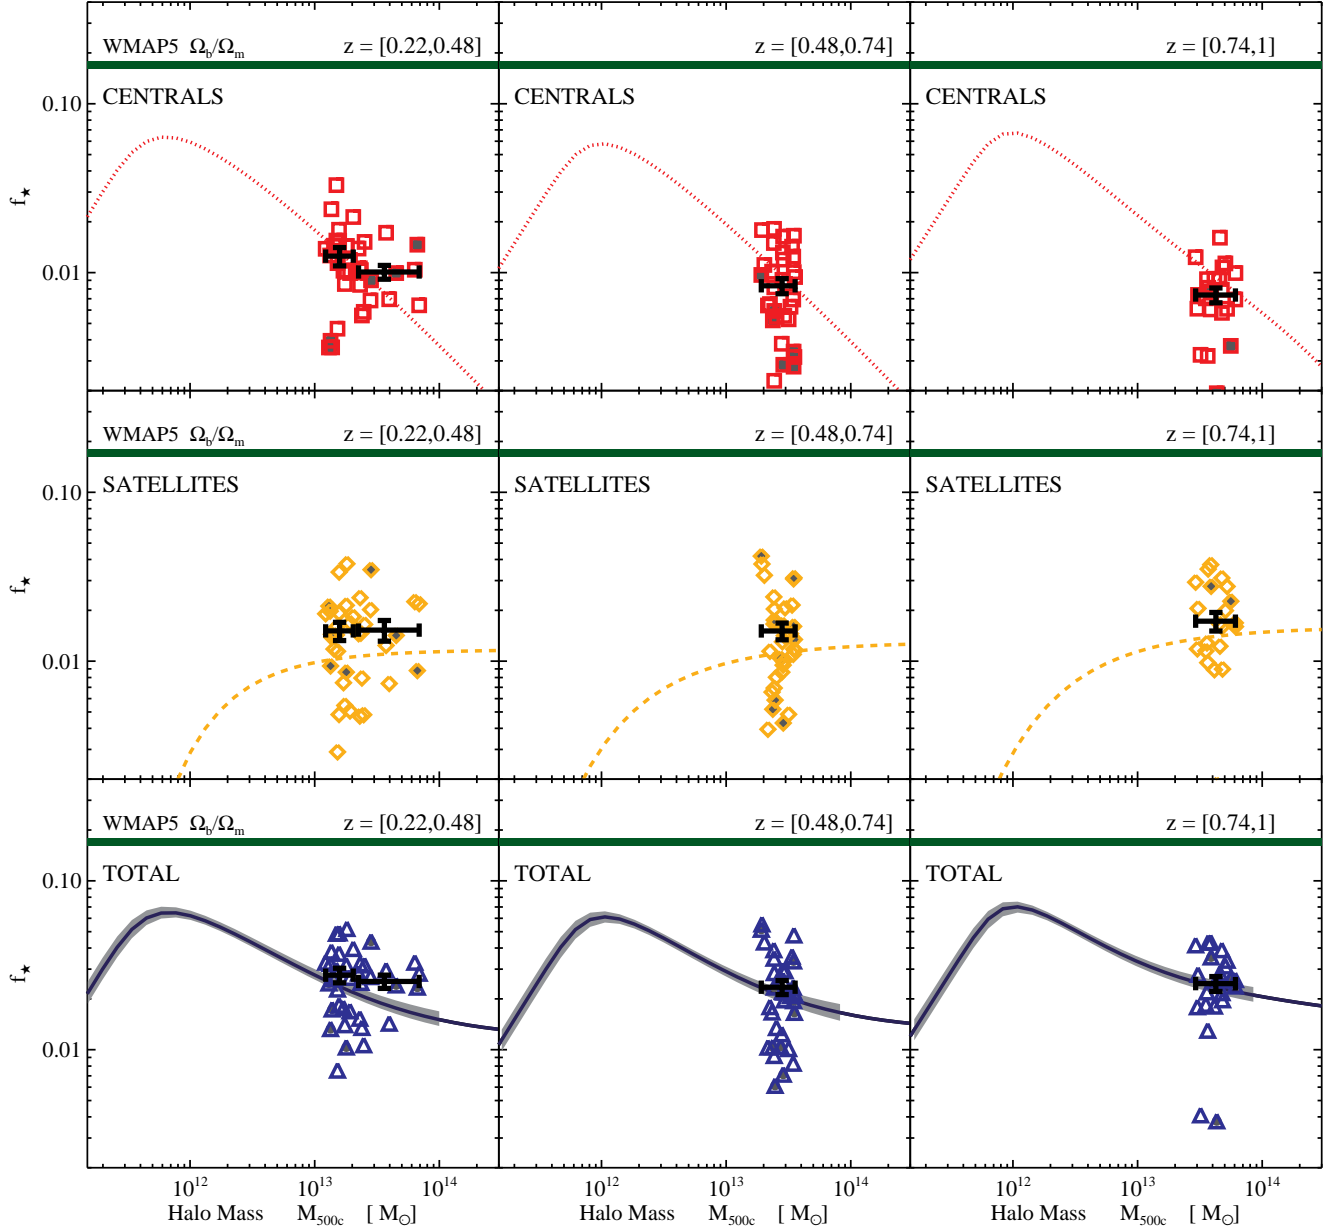 WMAP5 Ω_b/Ω_m z = [0.22,0.48] z = [0.48,0.74] z = [0.74,1]
CENTRALS CENTRALS CENTRALS
0.10
f★
0.01
WMAP5 Ω_b/Ω_m z = [0.22,0.48] z = [0.48,0.74] z = [0.74,1]
SATELLITES SATELLITES SATELLITES
0.10
f★
0.01
WMAP5 Ω_b/Ω_m z = [0.22,0.48] z = [0.48,0.74] z = [0.74,1]
TOTAL TOTAL TOTAL
0.10
f★
0.01
10^12 10^13 10^14 10^12 10^13 10^14 10^12 10^13 10^14
Halo Mass M_500c [ M_⊙] Halo Mass M_500c [ M_⊙] Halo Mass M_500c [ M_⊙]